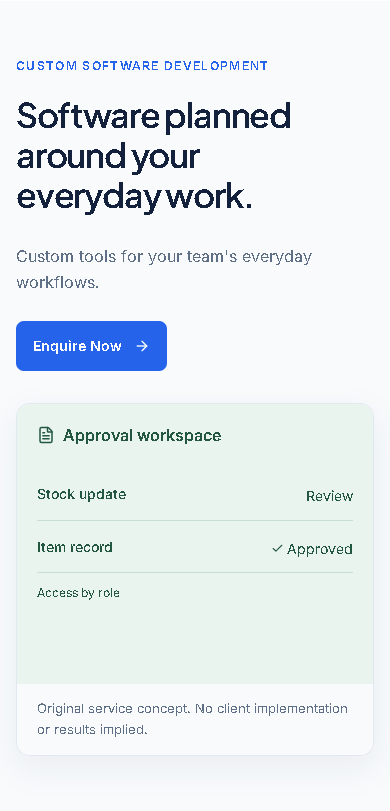 CUSTOM SOFTWARE DEVELOPMENT
Software planned
around your
everyday work.
Custom tools for your team's everyday
workflows.
Enquire Now →
Approval workspace
Stock update Review
Item record ✓ Approved
Access by role
Original service concept. No client implementation
or results implied.